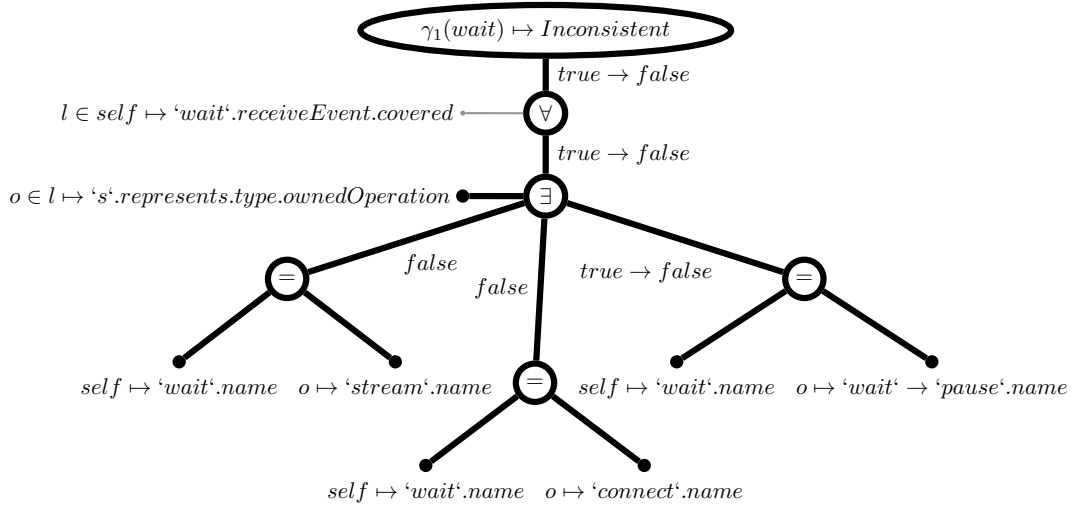 γ₁(wait) ↦ Inconsistent
true → false
l ∈ self ↦ ‘wait‘.receiveEvent.covered
∀
true → false
o ∈ l ↦ ‘s‘.represents.type.ownedOperation
∃
false
false
true → false
=
=
self ↦ ‘wait‘.name
o ↦ ‘stream‘.name
=
self ↦ ‘wait‘.name
o ↦ ‘wait‘ → ‘pause‘.name
self ↦ ‘wait‘.name
o ↦ ‘connect‘.name